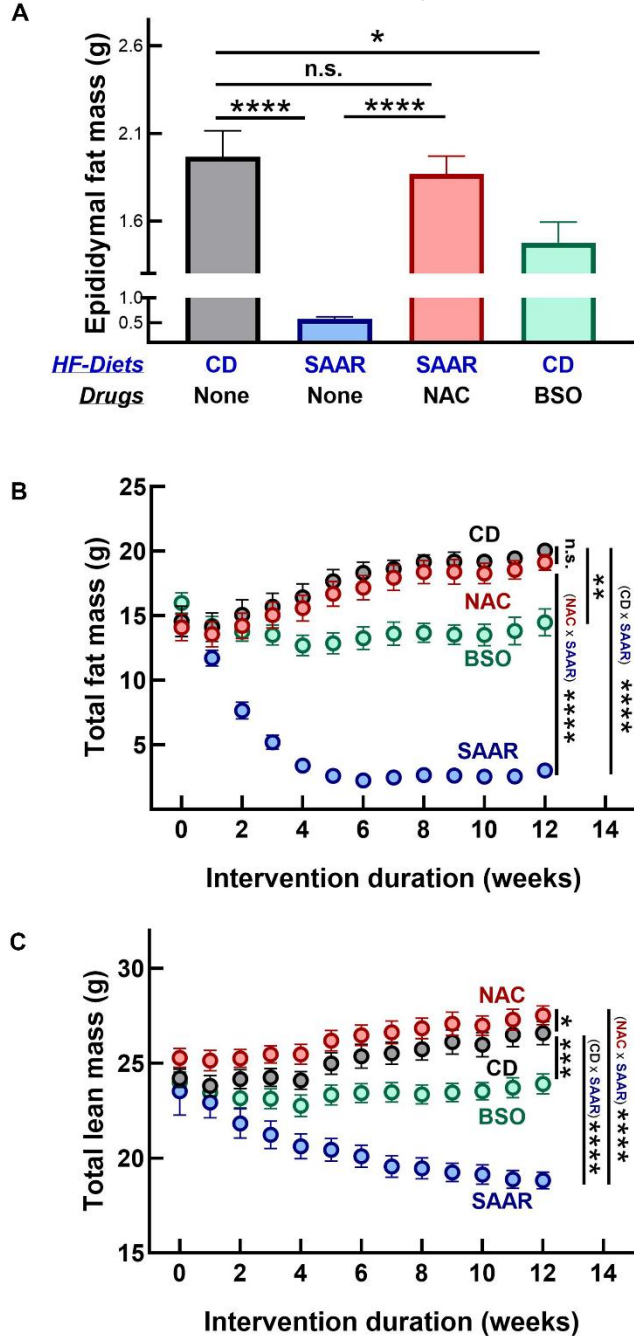 A
Epididymal fat mass (g)
2.6
2.1
1.6
1.0
0.5
*
n.s.
**** ****
HF-Diets CD SAAR SAAR CD
Drugs None None NAC BSO
B
Total fat mass (g)
25
20
15
10
5
CD
NAC
BSO
SAAR
n.s.
**
(NAC x SAAR) ****
(CD x SAAR) ****
0 2 4 6 8 10 12 14
Intervention duration (weeks)
C
Total lean mass (g)
30
25
20
15
NAC
CD
BSO
SAAR
*
***
(CD x SAAR) ****
(NAC x SAAR) ****
0 2 4 6 8 10 12 14
Intervention duration (weeks)